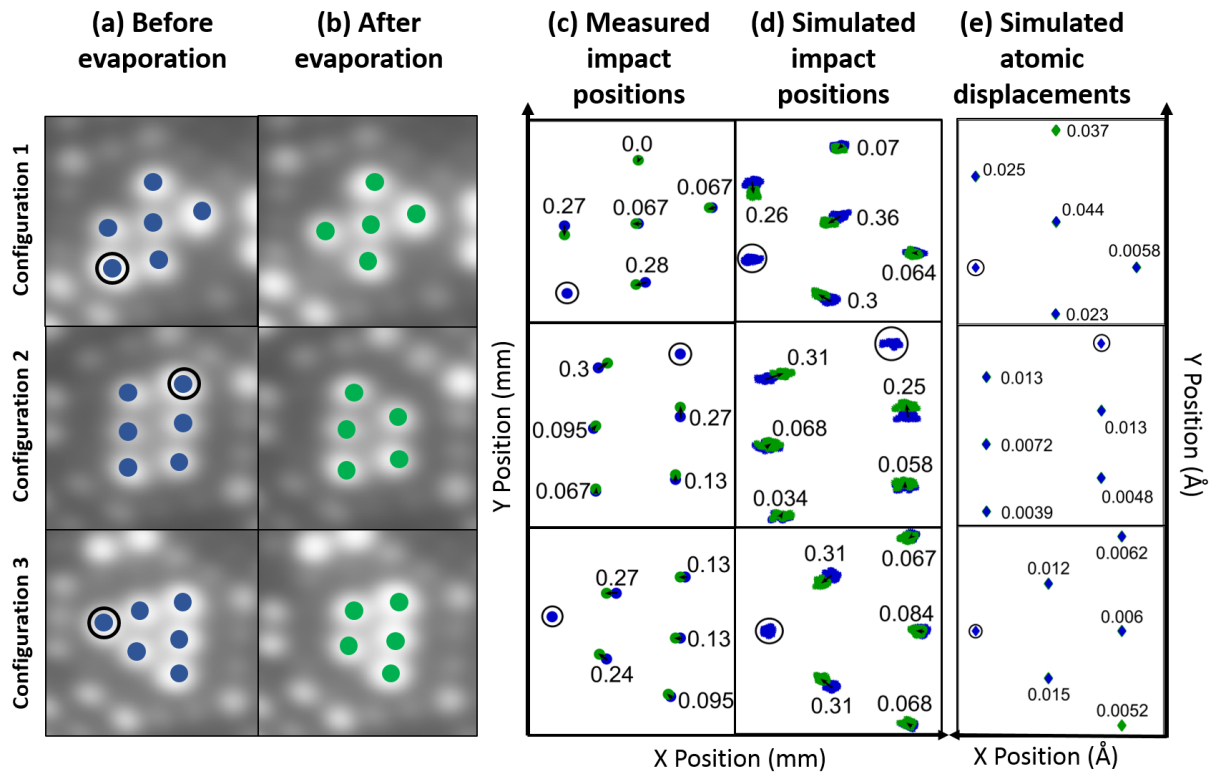 (a) Before
evaporation
(b) After
evaporation
(c) Measured
impact
positions
(d) Simulated
impact
positions
(e) Simulated
atomic
displacements
Configuration 1
0.0
0.067
0.27
0.067
0.28
0.07
0.26
0.36
0.064
0.3
0.037
0.025
0.044
0.0058
0.023
Configuration 2
0.3
0.27
0.095
0.067
0.13
0.31
0.25
0.068
0.058
0.034
0.013
0.013
0.0072
0.0048
0.0039
Configuration 3
0.13
0.27
0.13
0.24
0.095
0.067
0.31
0.084
0.31
0.068
0.0062
0.012
0.006
0.015
0.0052
Y Position (mm)
Y Position (Å)
X Position (mm)
X Position (Å)